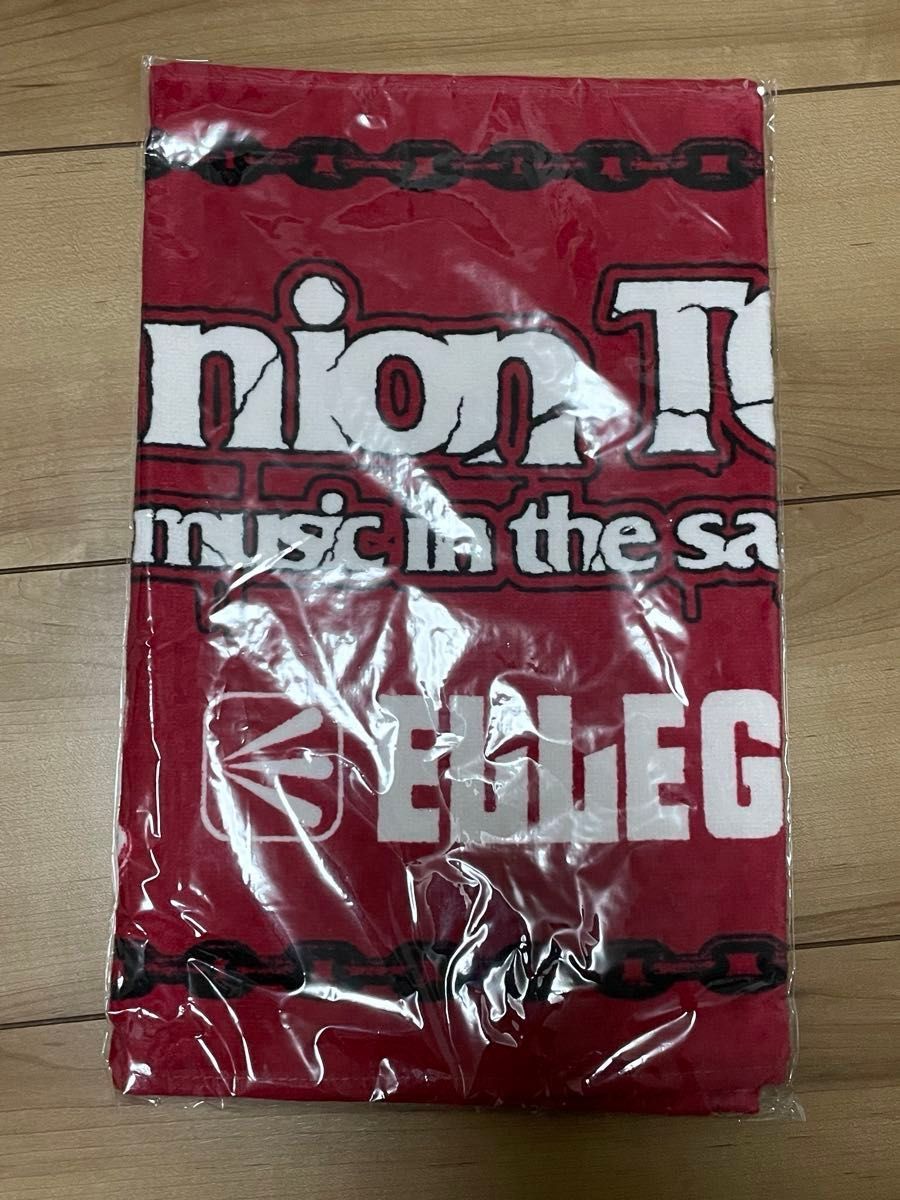 nion T
music in the sa
ELLEG